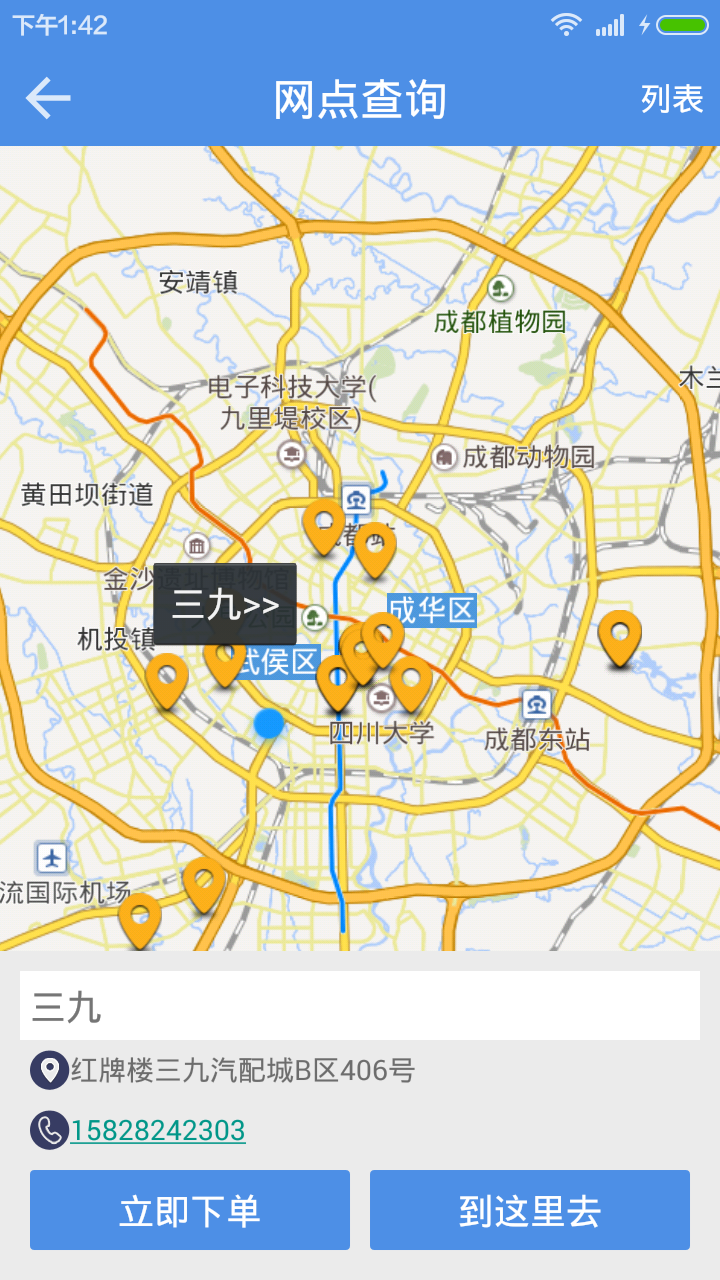 下午1:42
网点查询
列表
安靖镇
成都植物园
木兰
电子科技大学(
九里堤校区)
成都动物园
黄田坝街道
成都站
金沙遗址博物馆
三九>>
公园
成华区
机投镇
武侯区
四川大学
成都东站
流国际机场
三九
红牌楼三九汽配城B区406号
15828242303
立即下单
到这里去